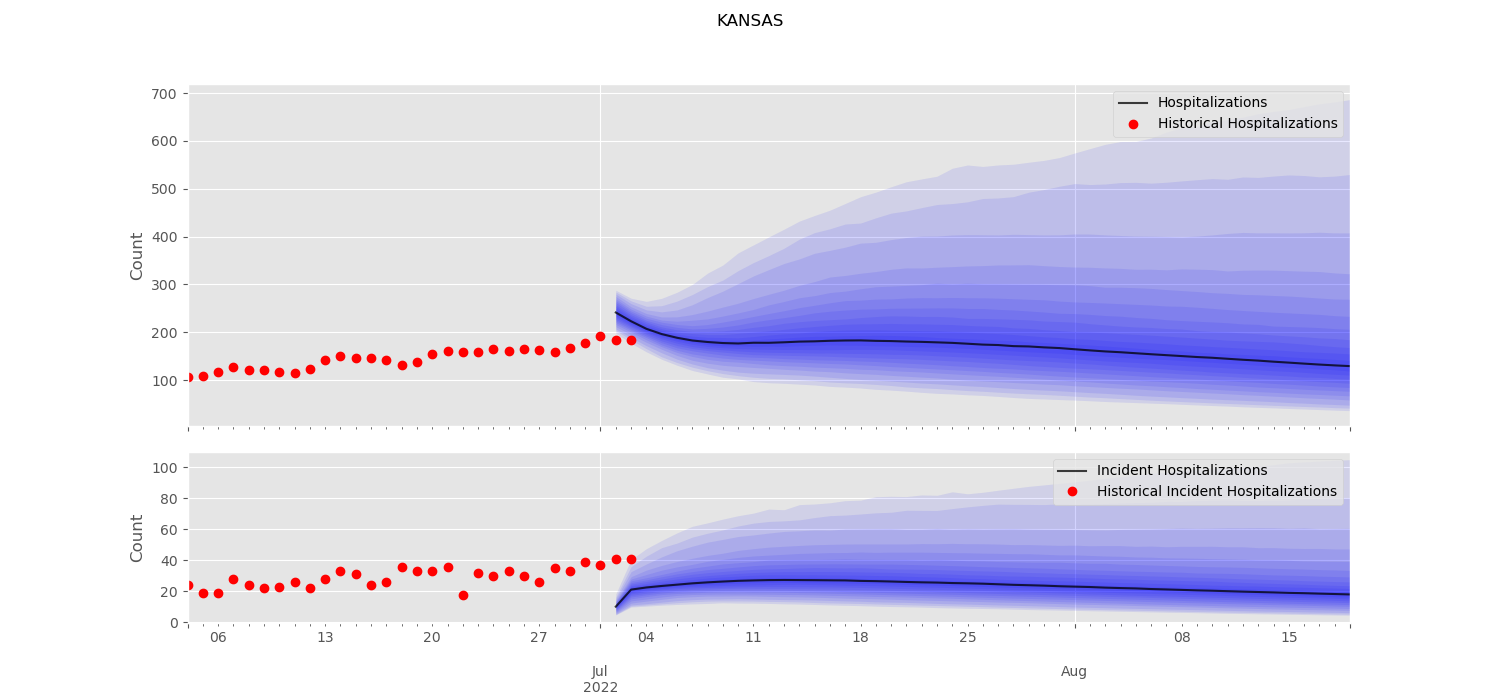 KANSAS
700
600
500
400
300
200
100
Count
Hospitalizations
Historical Hospitalizations
100
80
60
40
20
0
Count
Incident Hospitalizations
Historical Incident Hospitalizations
06 13 20 27 04 11 18 25 08 15
Jul Aug
2022